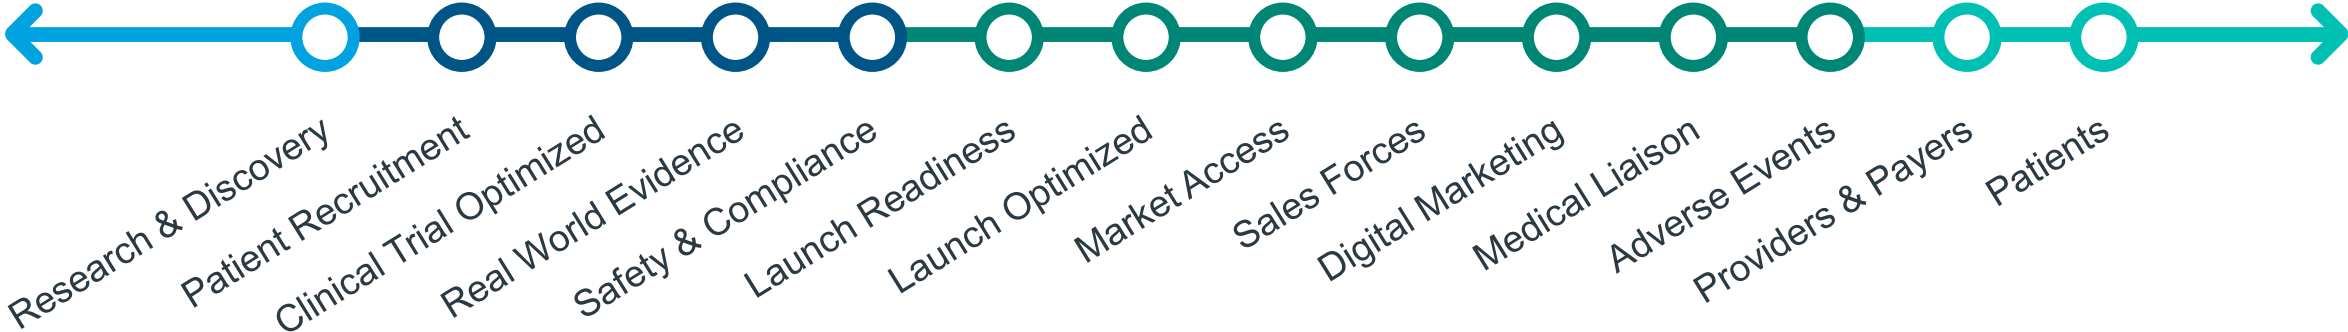 Research & Discovery
Patient Recruitment
Clinical Trial Optimized
Real World Evidence
Safety & Compliance
Launch Readiness
Launch Optimized
Market Access
Sales Forces
Digital Marketing
Medical Liaison
Adverse Events
Providers & Payers
Patients